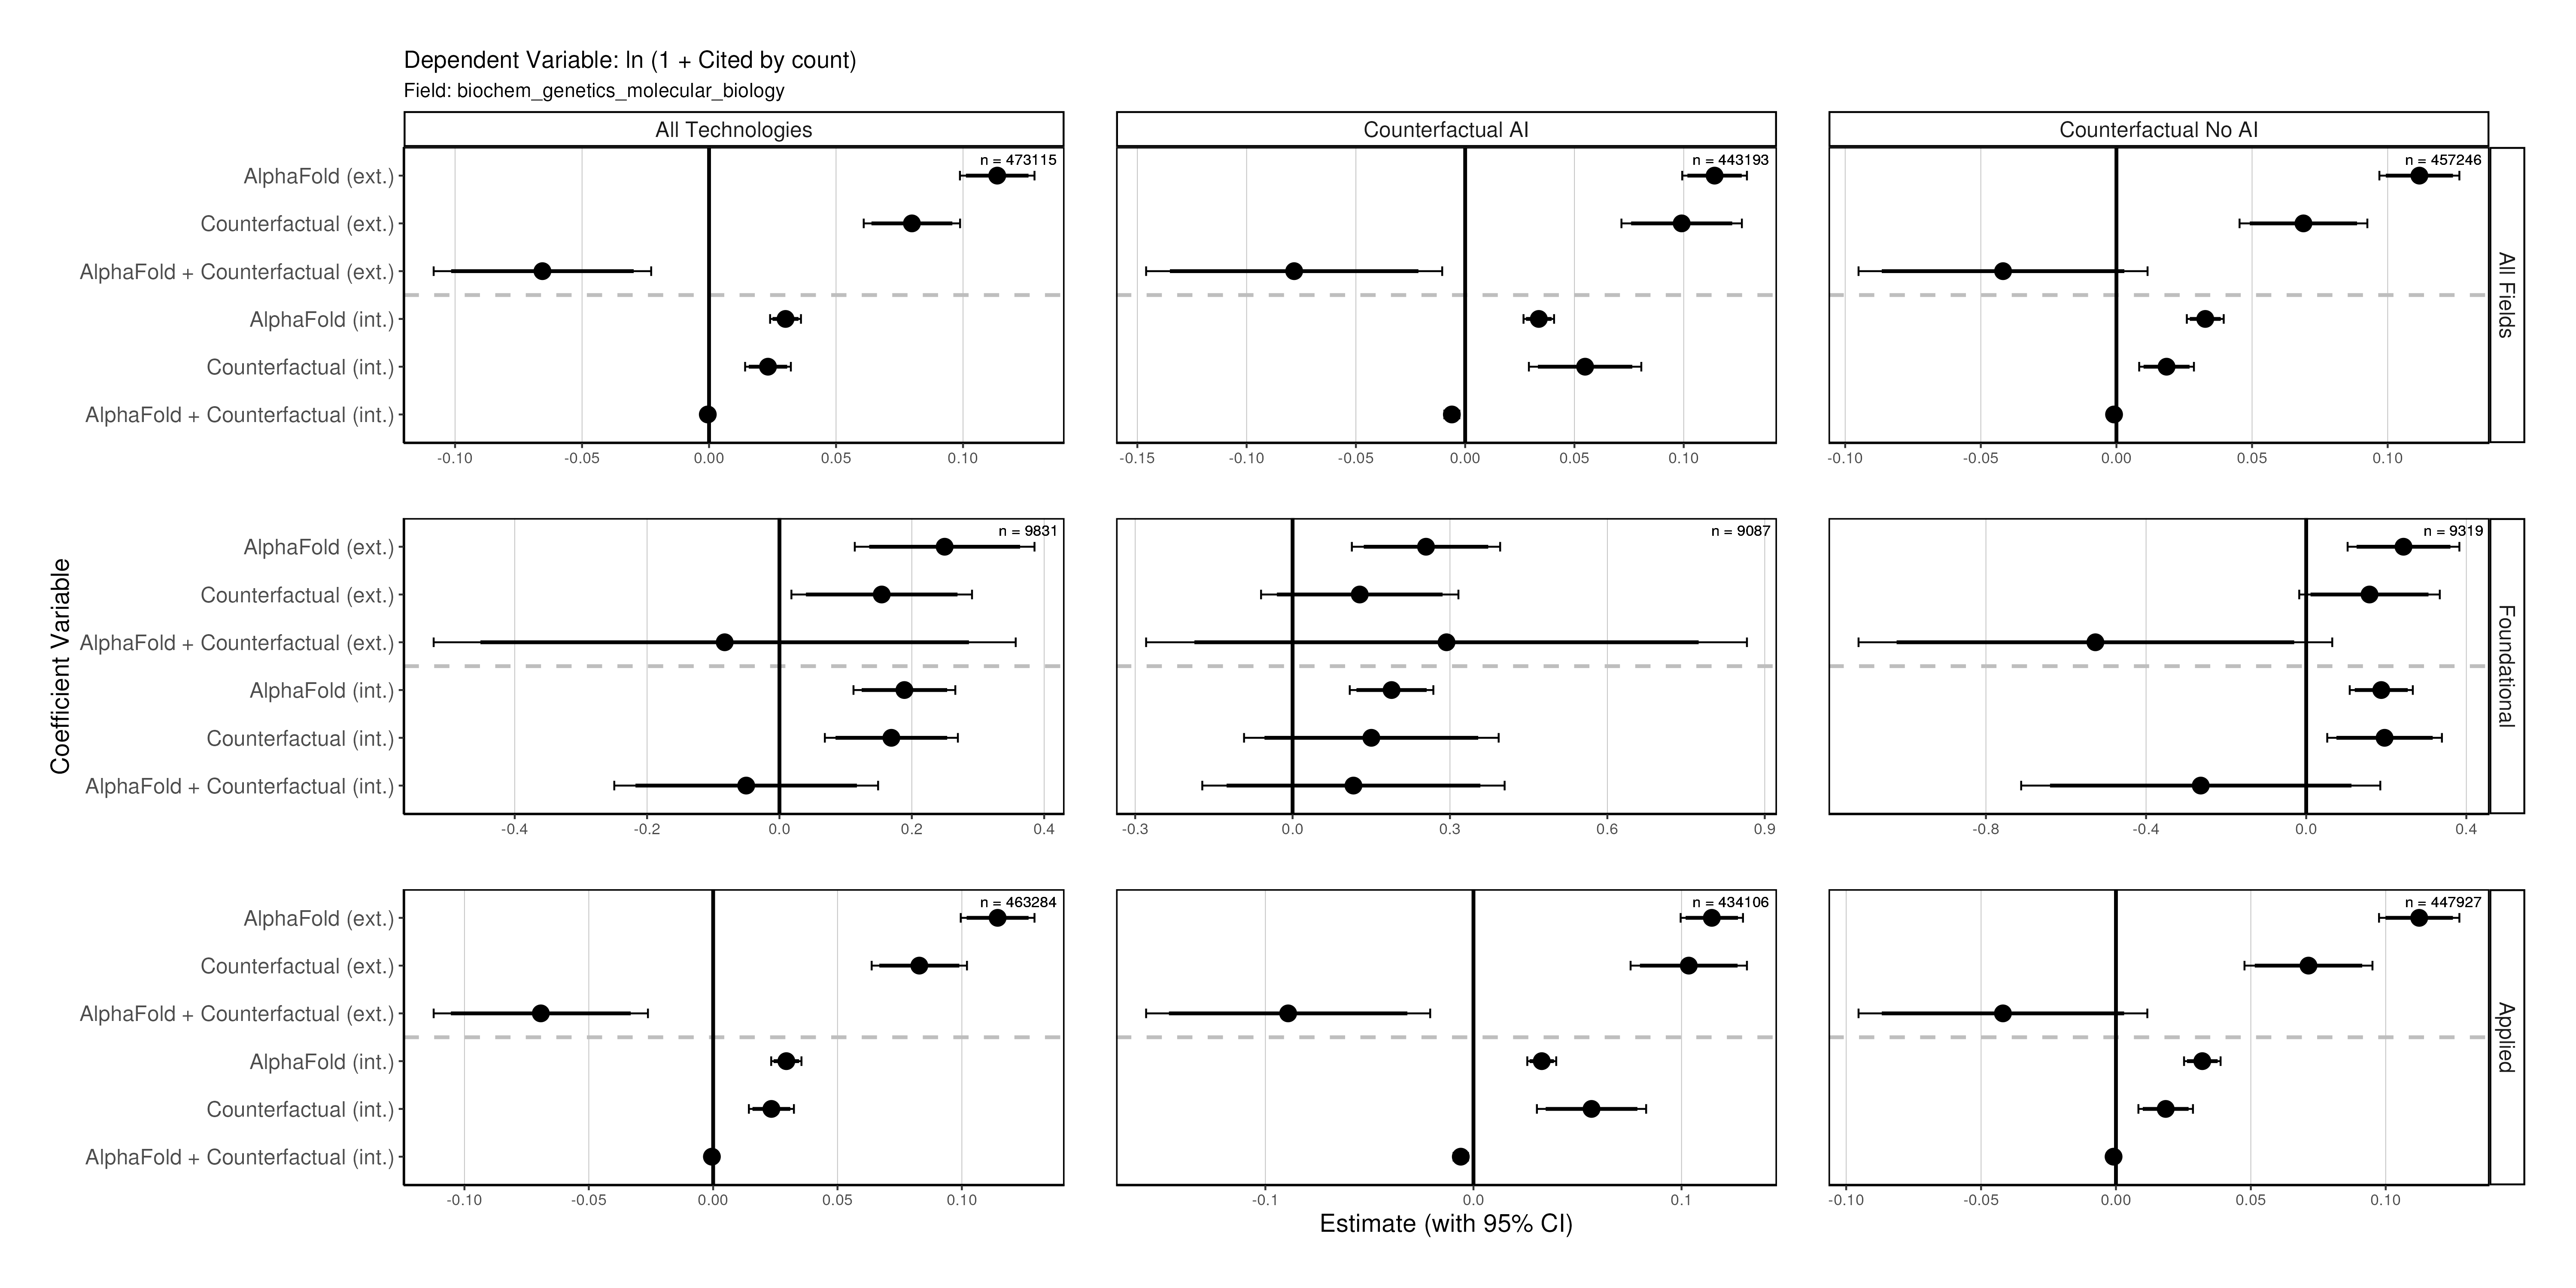 Dependent Variable: ln (1 + Cited by count)
Field: biochem_genetics_molecular_biology
All Technologies
Counterfactual AI
Counterfactual No AI
AlphaFold (ext.)
Counterfactual (ext.)
AlphaFold + Counterfactual (ext.)
AlphaFold (int.)
Counterfactual (int.)
AlphaFold + Counterfactual (int.)
n = 473115
n = 443193
n = 457246
All Fields
-0.10 -0.05 0.00 0.05 0.10
-0.15 -0.10 -0.05 0.00 0.05 0.10
-0.10 -0.05 0.00 0.05 0.10
Coefficient Variable
AlphaFold (ext.)
Counterfactual (ext.)
AlphaFold + Counterfactual (ext.)
AlphaFold (int.)
Counterfactual (int.)
AlphaFold + Counterfactual (int.)
n = 9831
n = 9087
n = 9319
Foundational
-0.4 -0.2 0.0 0.2 0.4
-0.3 0.0 0.3 0.6 0.9
-0.8 -0.4 0.0 0.4
AlphaFold (ext.)
Counterfactual (ext.)
AlphaFold + Counterfactual (ext.)
AlphaFold (int.)
Counterfactual (int.)
AlphaFold + Counterfactual (int.)
n = 463284
n = 434106
n = 447927
Applied
-0.10 -0.05 0.00 0.05 0.10
-0.1 0.0 0.1
-0.10 -0.05 0.00 0.05 0.10
Estimate (with 95% CI)